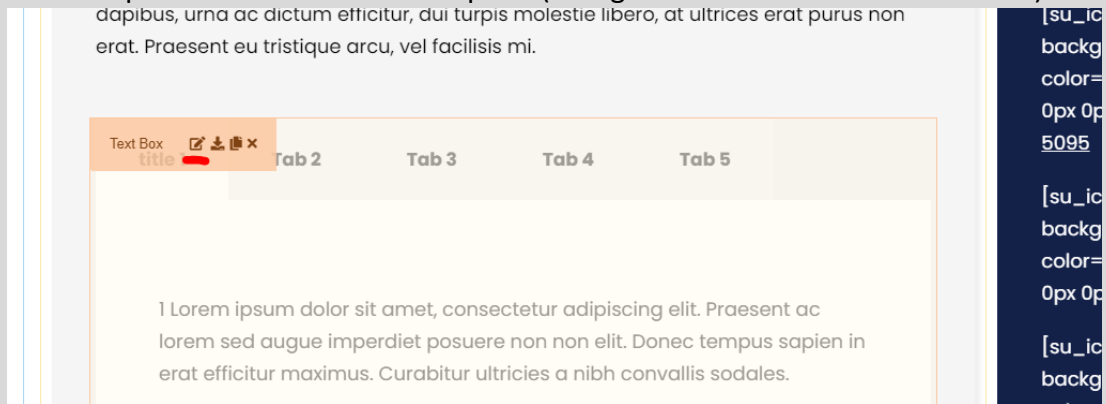 dapibus, urna ac dictum efficitur, dui turpis molestie libero, at ultrices erat purus non
erat. Praesent eu tristique arcu, vel facilisis mi.
Text Box
title Tab 2 Tab 3 Tab 4 Tab 5
1 Lorem ipsum dolor sit amet, consectetur adipiscing elit. Praesent ac
lorem sed augue imperdiet posuere non non elit. Donec tempus sapien in
erat efficitur maximus. Curabitur ultricies a nibh convallis sodales.
[su_ic
backg
color=
0px 0p
5095
[su_ic
backg
color=
0px 0p
[su_ic
backg